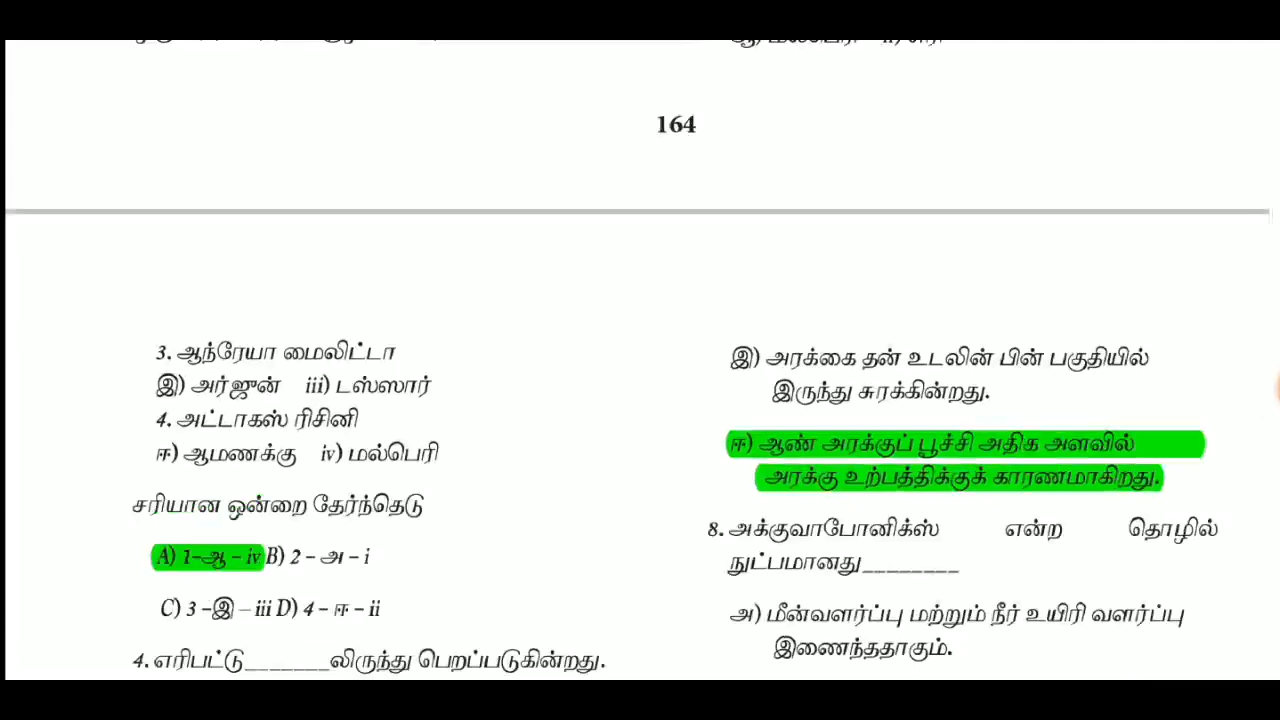 164
3. ஆந்ரேயா மைலிட்டா
இ) அர்ஜுன் iii) டஸ்ஸார்
4. அட்டாகஸ் ரிசினி
ஈ) ஆமணக்கு iv) மல்பெரி
சரியான ஒன்றை தேர்ந்தெடு
A) 1-ஆ - iv B) 2 - அ - i
C) 3 -இ - iii D) 4 - ஈ - ii
4. எரிபட்டு_______லிருந்து பெறப்படுகின்றது.
இ) அரக்கை தன் உடலின் பின் பகுதியில்
இருந்து சுரக்கின்றது.
ஈ) ஆண் அரக்குப் பூச்சி அதிக அளவில்
அரக்கு உற்பத்திக்குக் காரணமாகிறது.
8. அக்குவாபோனிக்ஸ் என்ற தொழில்
நுட்பமானது________
அ) மீன்வளர்ப்பு மற்றும் நீர் உயிரி வளர்ப்பு
இணைந்ததாகும்.